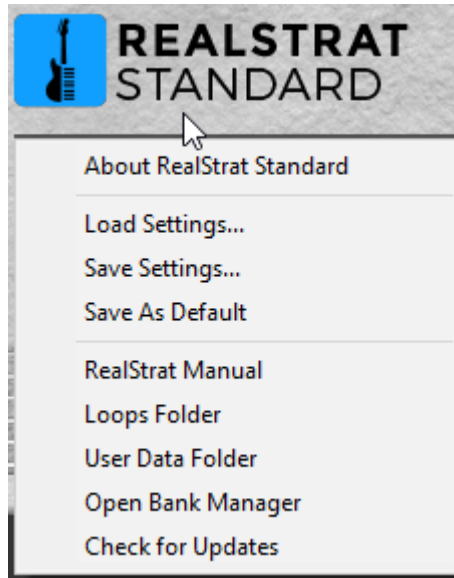 REALSTRAT
STANDARD
About RealStrat Standard
Load Settings...
Save Settings...
Save As Default
RealStrat Manual
Loops Folder
User Data Folder
Open Bank Manager
Check for Updates